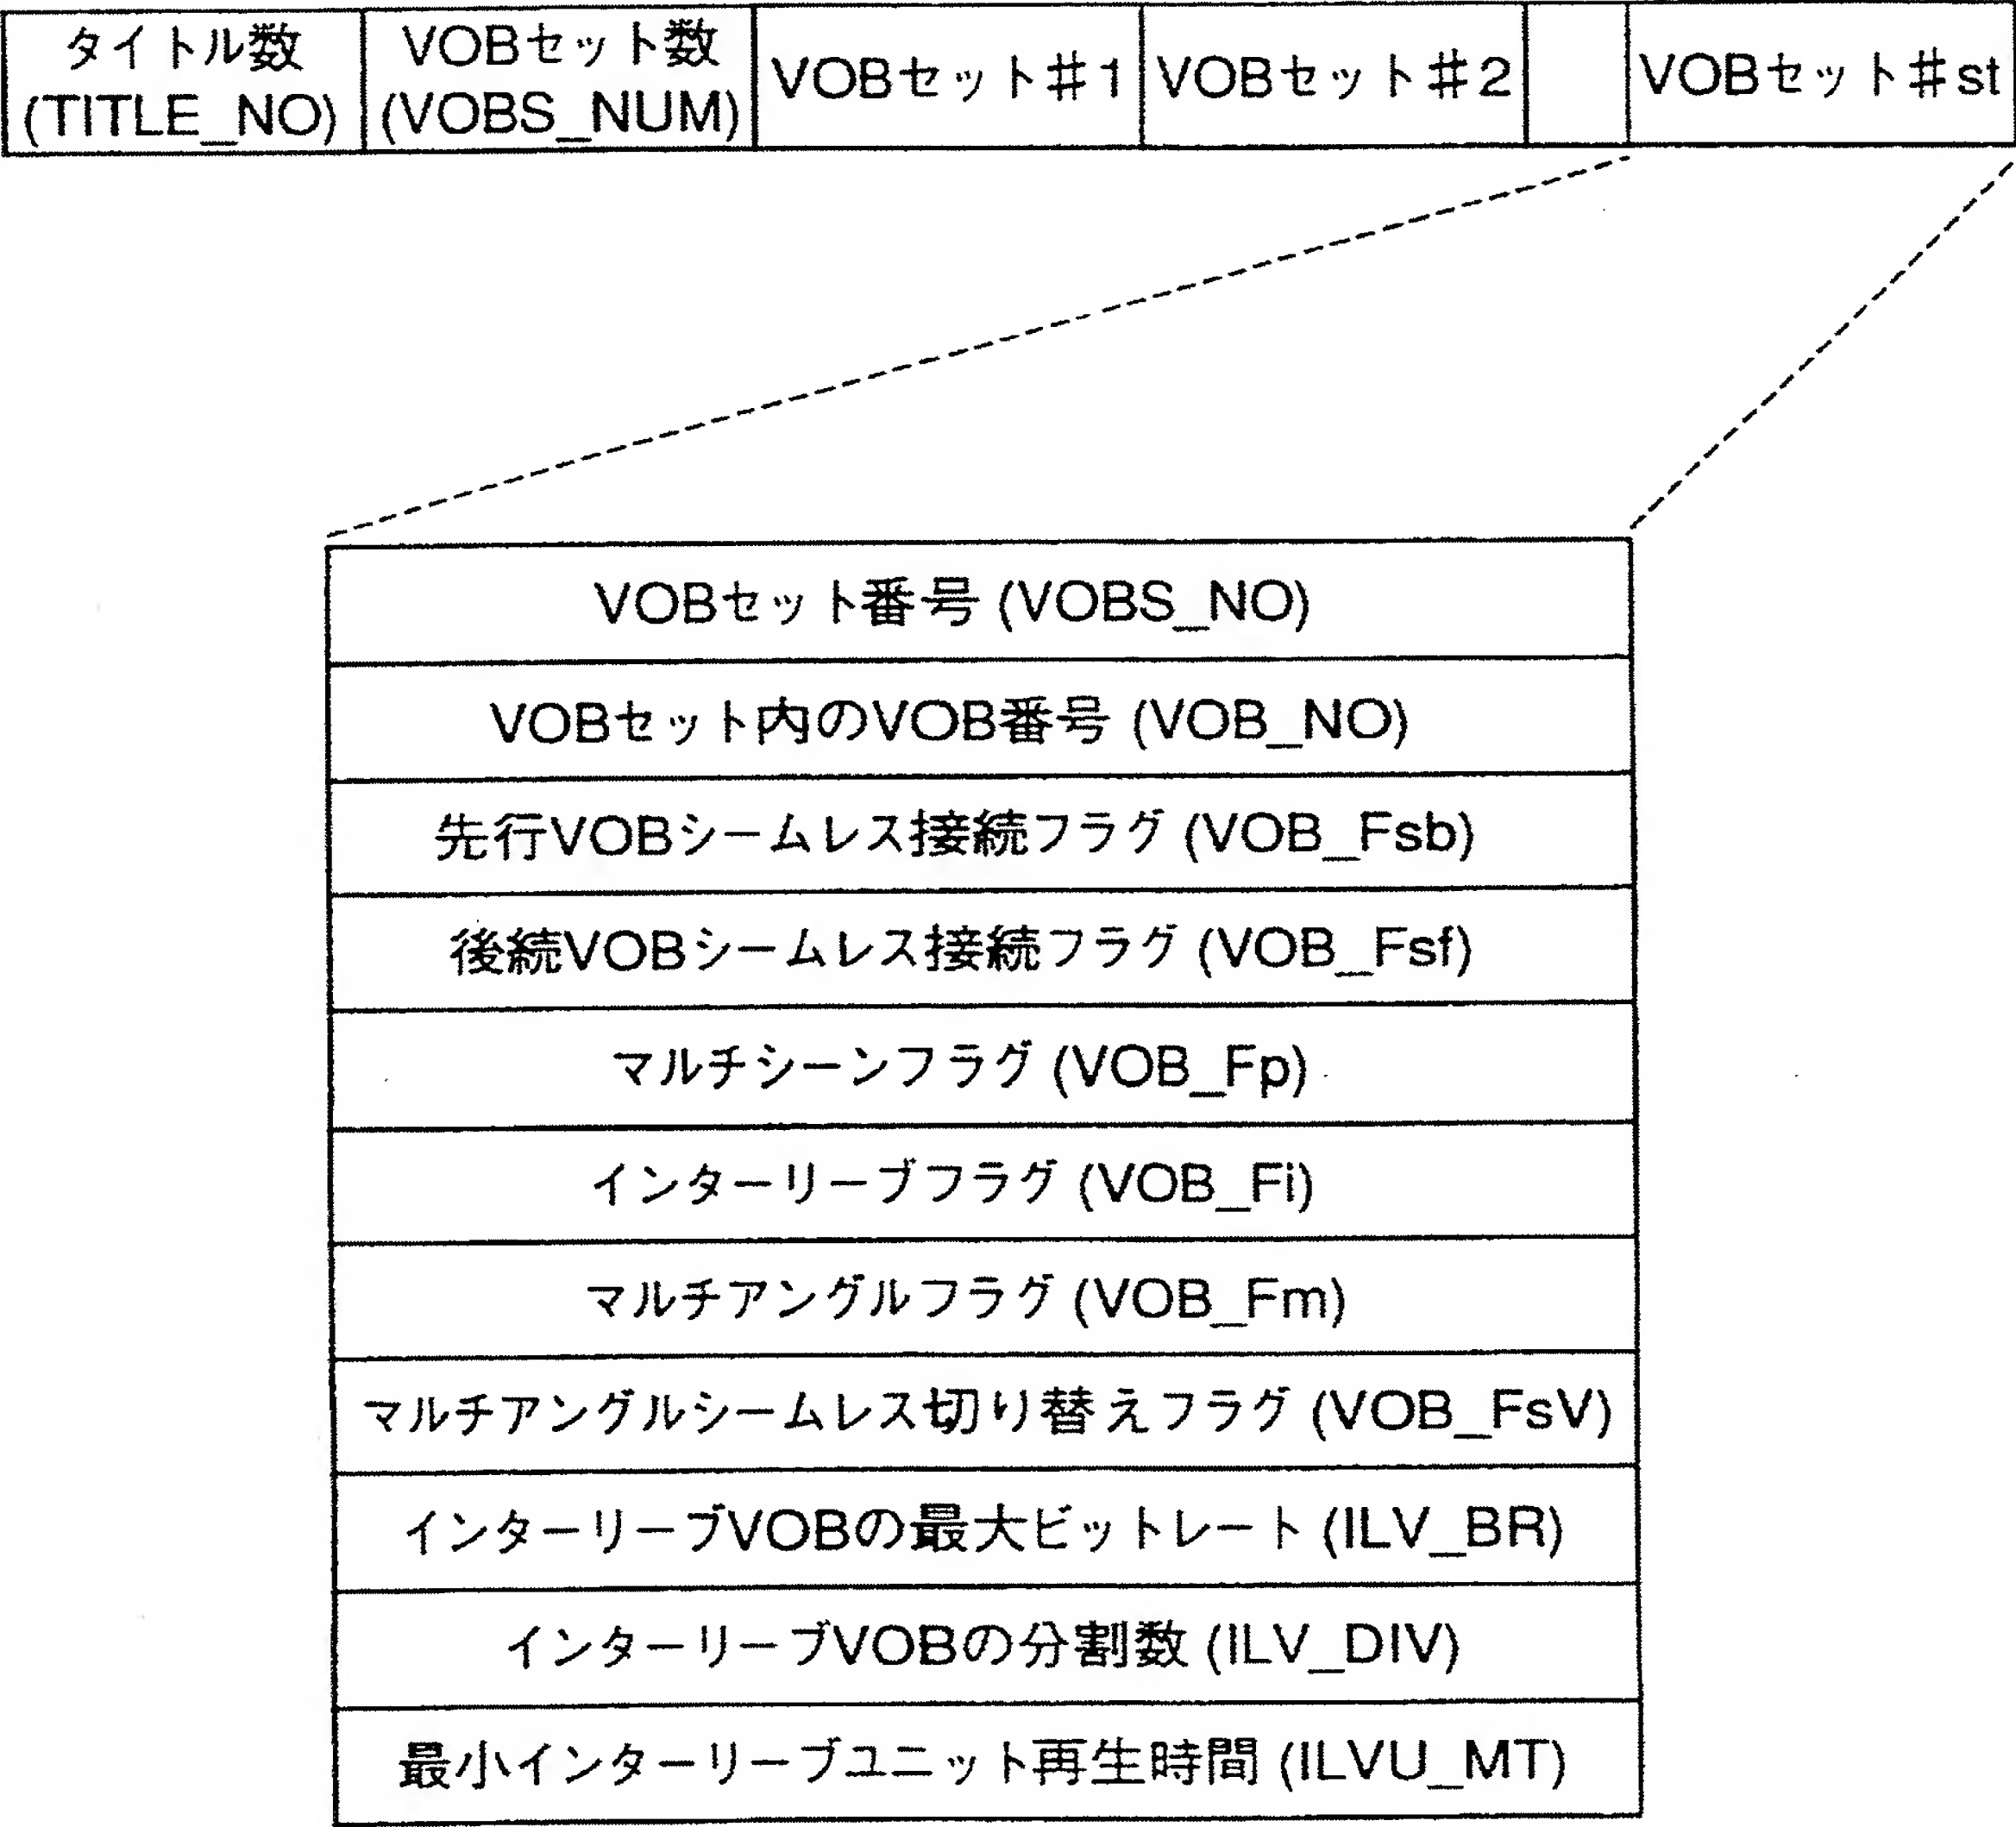 タイトル数
(TITLE_NO)
VOBセット数
(VOBS_NUM)
VOBセット#1
VOBセット#2
VOBセット#st
VOBセット番号 (VOBS_NO)
VOBセット内のVOB番号 (VOB_NO)
先行VOBシームレス接続フラグ (VOB_Fsb)
後続VOBシームレス接続フラグ (VOB_Fsf)
マルチシーンフラグ (VOB_Fp)
インターリーブフラグ (VOB_Fi)
マルチアングルフラグ (VOB_Fm)
マルチアングルシームレス切り替えフラグ (VOB_FsV)
インターリーブVOBの最大ビットレート (ILV_BR)
インターリーブVOBの分割数 (ILV_DIV)
最小インターリーブユニット再生時間 (ILVU_MT)